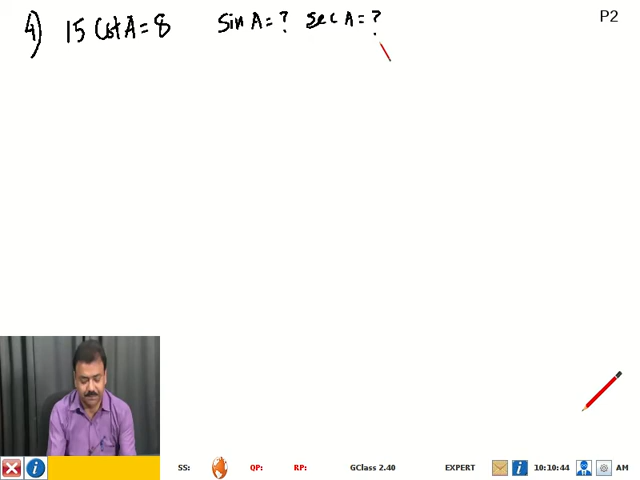 4) 15 Cot A = 8 Sin A = ? Sec A = ? P2
SS: QP: RP: GClass 2.40 EXPERT 10:10:44 AM